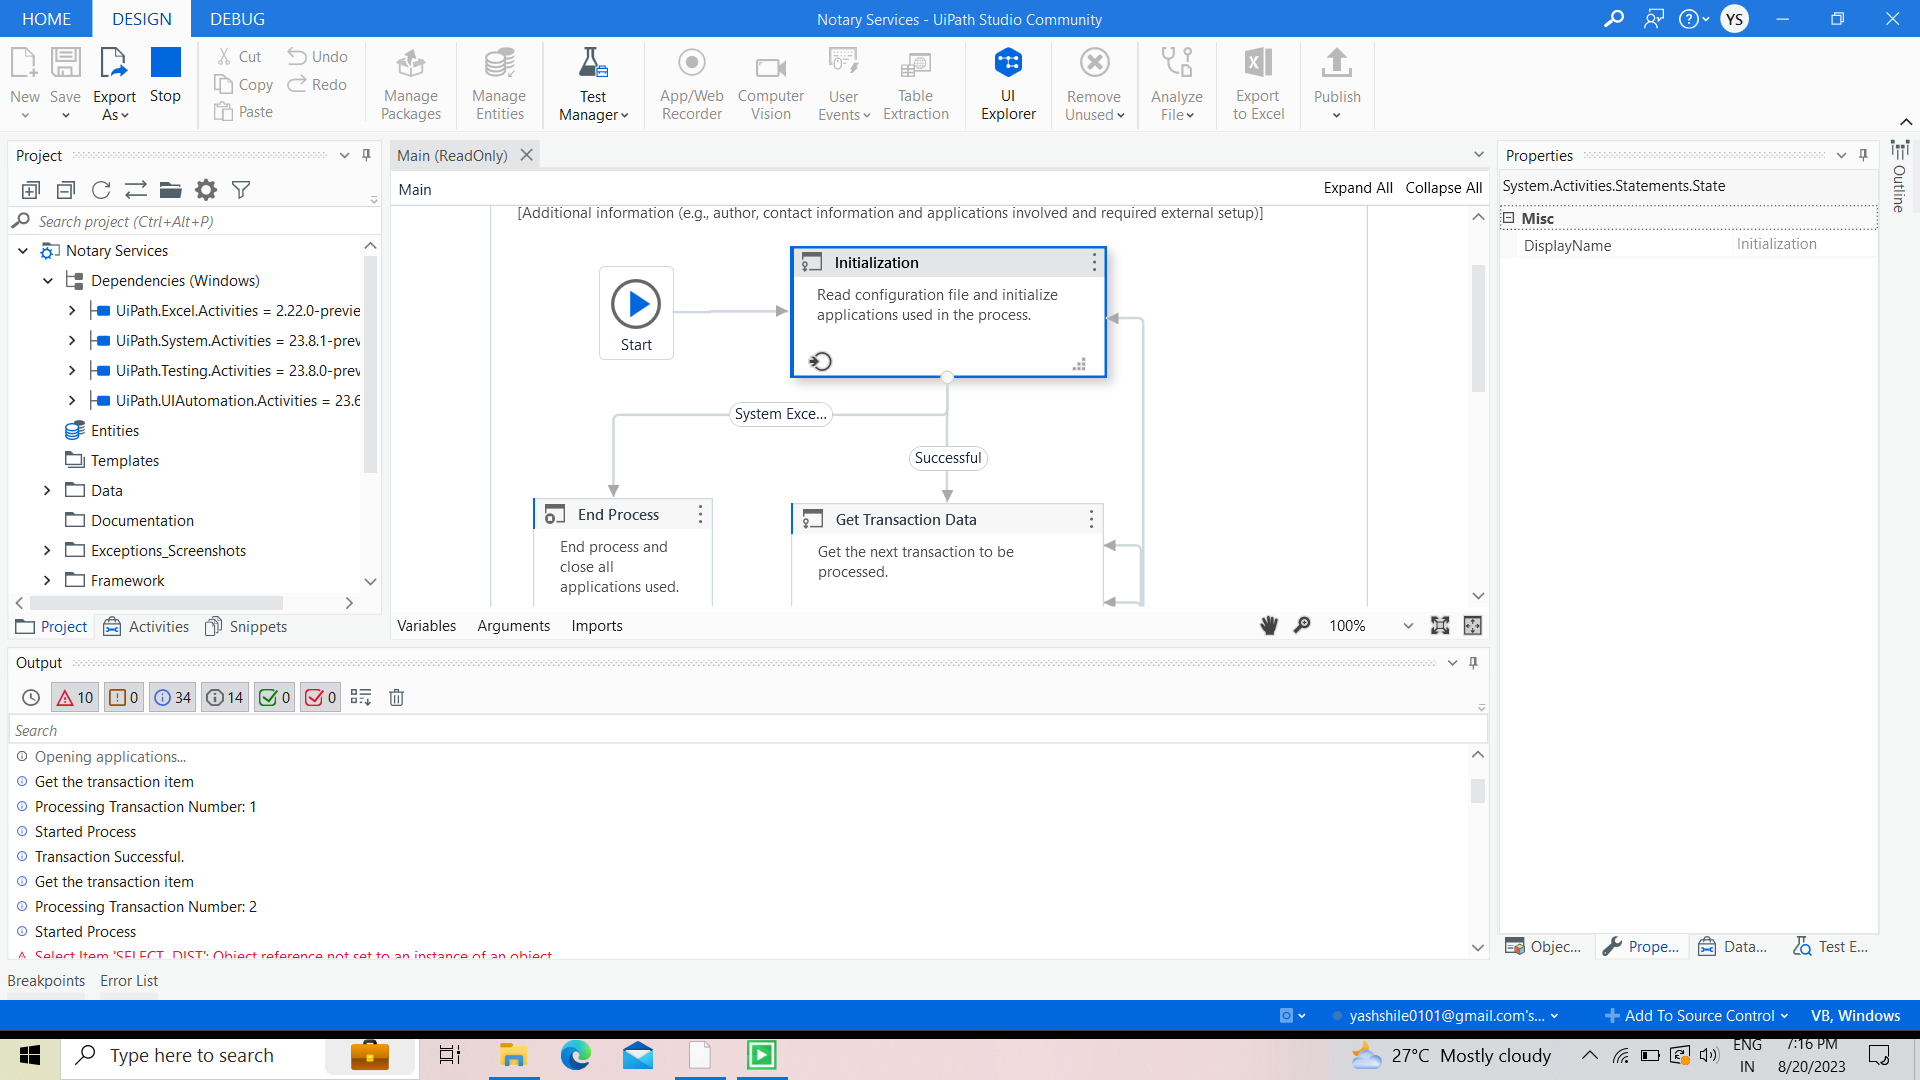 HOME DESIGN DEBUG
Notary Services - UiPath Studio Community
YS
New
Save
Export As
Stop
Cut
Copy
Paste
Undo
Redo
Manage Packages
Manage Entities
Test Manager
App/Web Recorder
Computer Vision
User Events
Table Extraction
UI Explorer
Remove Unused
Analyze File
Export to Excel
Publish
Project
Search project (Ctrl+Alt+P)
Notary Services
Dependencies (Windows)
UiPath.Excel.Activities = 2.22.0-previe
UiPath.System.Activities = 23.8.1-prev
UiPath.Testing.Activities = 23.8.0-prev
UiPath.UIAutomation.Activities = 23.6
Entities
Templates
Data
Documentation
Exceptions_Screenshots
Framework
Project Activities Snippets
Main (ReadOnly)
Main
Expand All Collapse All
[Additional information (e.g., author, contact information and applications involved and required external setup)]
Start
Initialization
Read configuration file and initialize
applications used in the process.
System Exce...
Successful
End Process
End process and
close all
applications used.
Get Transaction Data
Get the next transaction to be
processed.
Variables Arguments Imports
100%
Properties
System.Activities.Statements.State
Misc
DisplayName Initialization
Outline
Objec... Prope... Data... Test E...
Output
10 0 34 14 0 0
Search
Opening applications...
Get the transaction item
Processing Transaction Number: 1
Started Process
Transaction Successful.
Get the transaction item
Processing Transaction Number: 2
Started Process
Select Item 'SELECT_DIST': Object reference not set to an instance of an object
Breakpoints Error List
yashshile0101@gmail.com's...
Add To Source Control
VB, Windows
Type here to search
27°C Mostly cloudy
ENG
IN
7:16 PM
8/20/2023